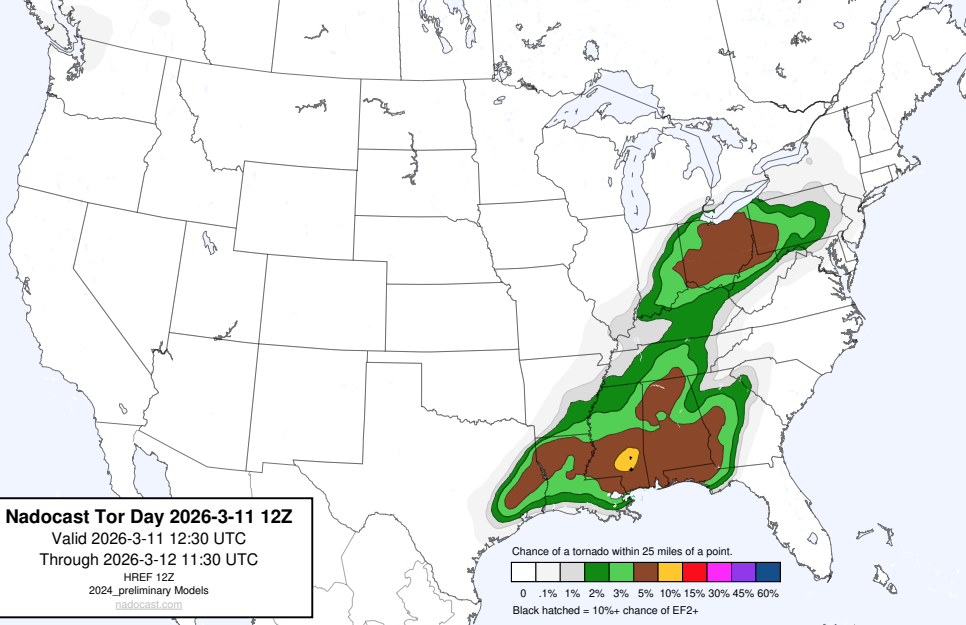 Nadocast Tor Day 2026-3-11 12Z
Valid 2026-3-11 12:30 UTC
Through 2026-3-12 11:30 UTC
HREF 12Z
2024_preliminary Models
nadocast.com
Chance of a tornado within 25 miles of a point.
0 .1% 1% 2% 3% 5% 10% 15% 30% 45% 60%
Black hatched = 10%+ chance of EF2+